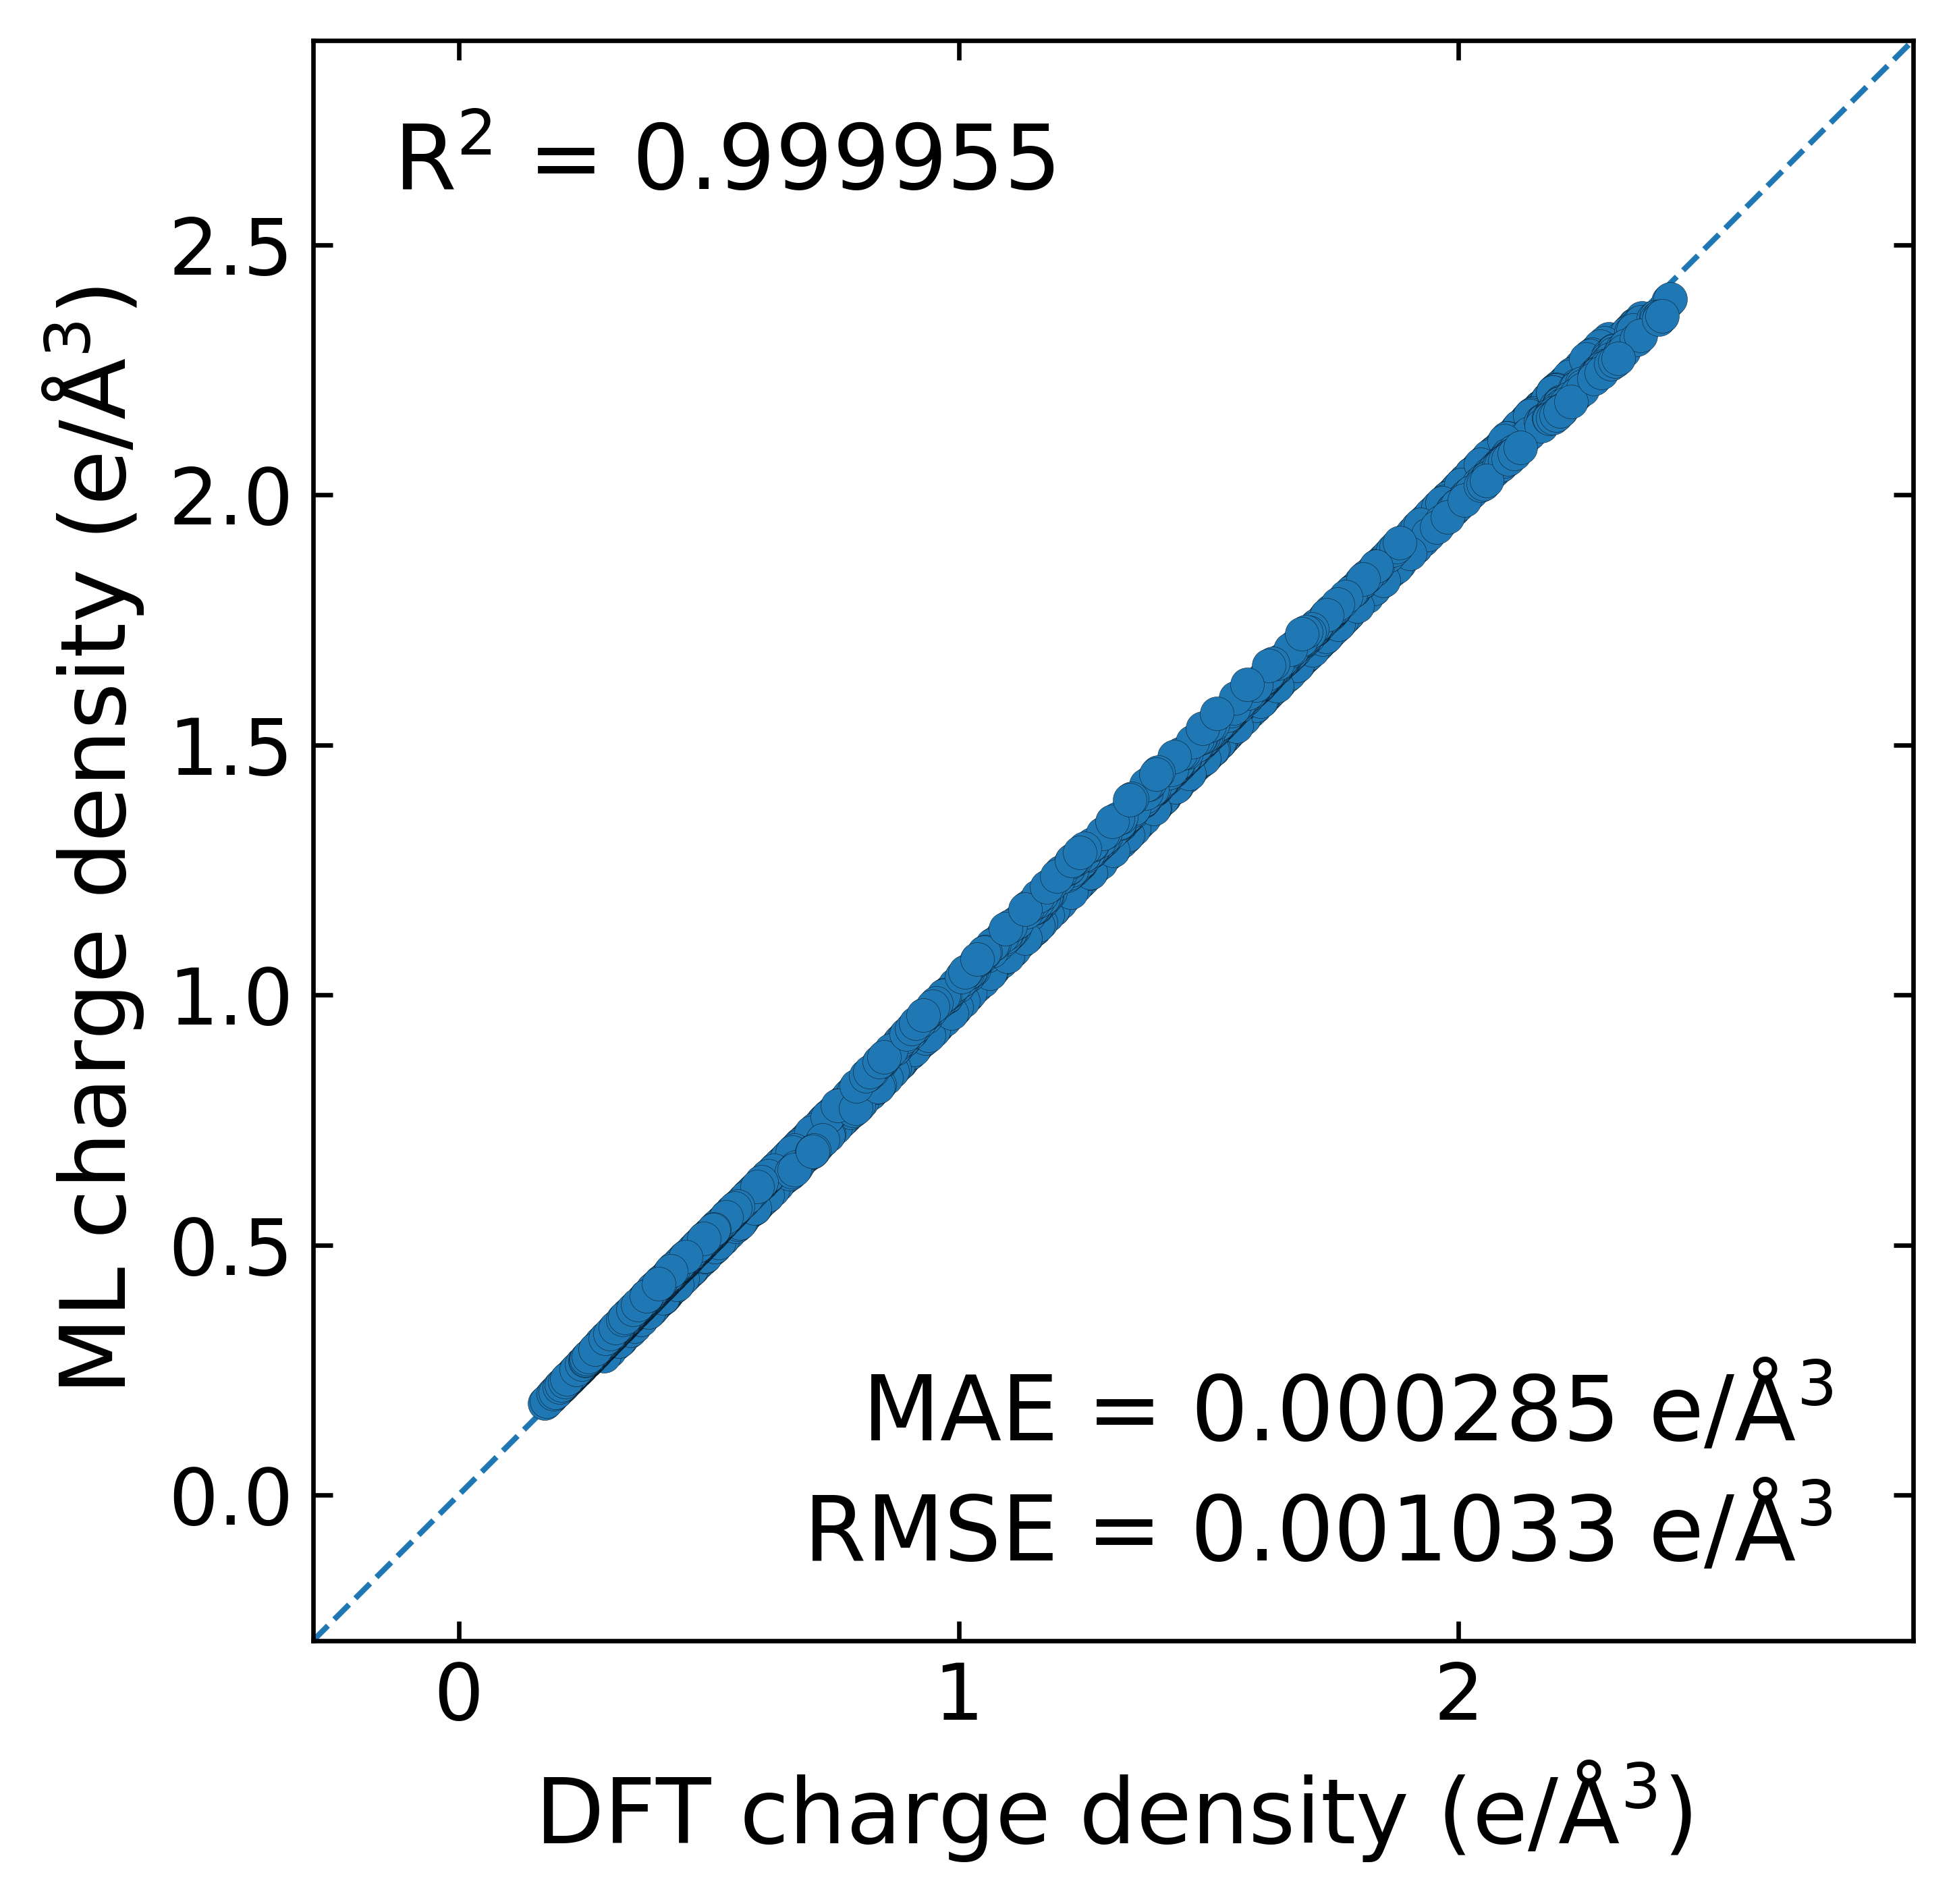 R² = 0.999955
2.5
2.0
1.5
1.0
0.5
0.0
ML charge density (e/Å³)
MAE = 0.000285 e/Å³
RMSE = 0.001033 e/Å³
0 1 2
DFT charge density (e/Å³)